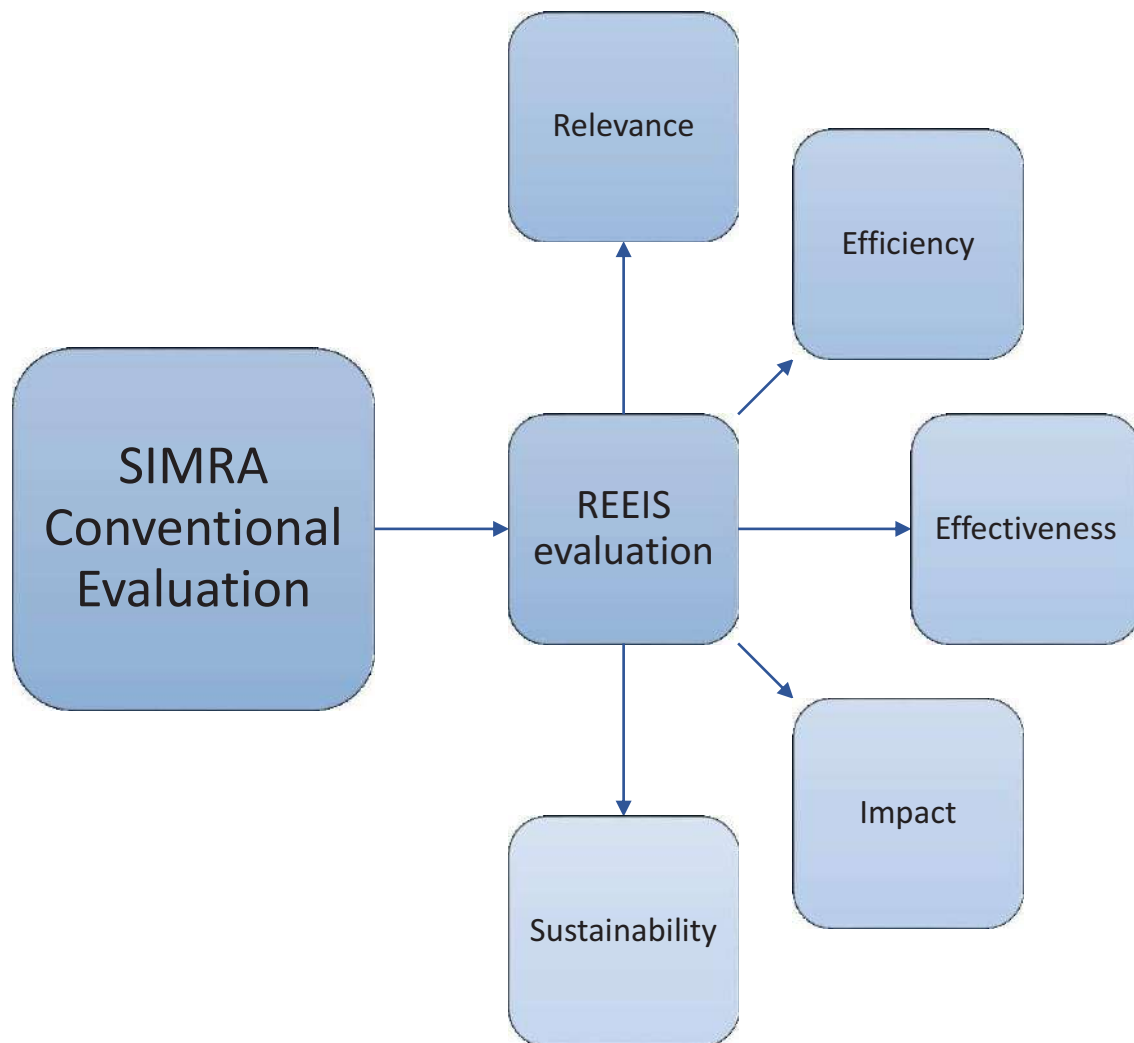 Relevance
Efficiency
SIMRA
Conventional
Evaluation
REEIS
evaluation
Effectiveness
Impact
Sustainability